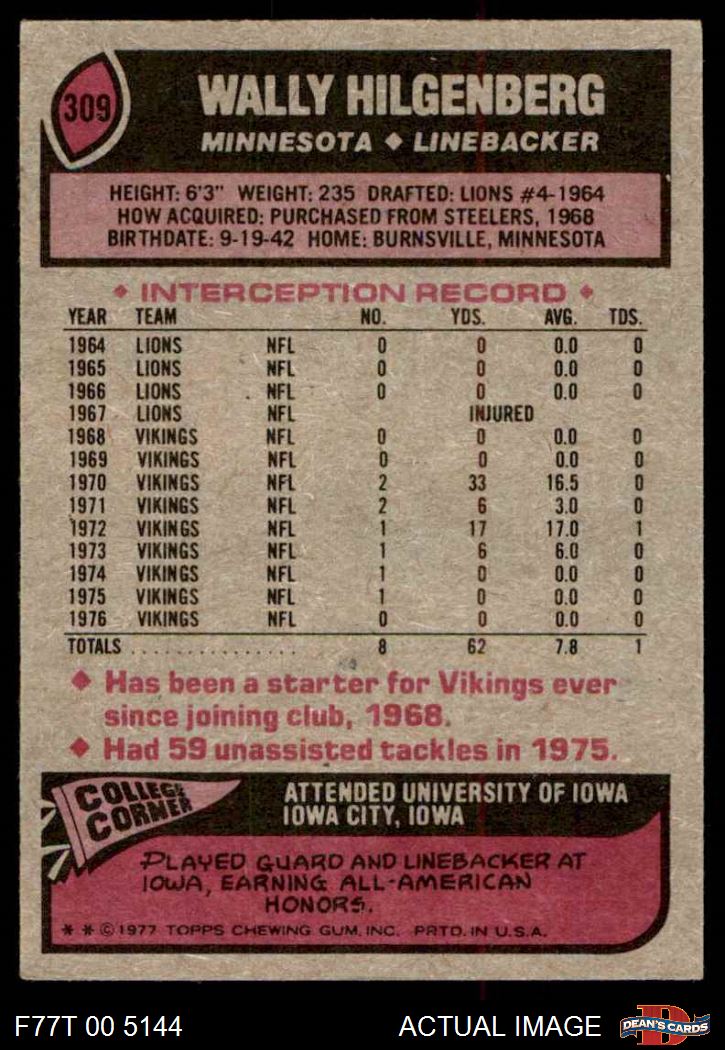 309
WALLY HILGENBERG
MINNESOTA ◆ LINEBACKER
HEIGHT: 6'3" WEIGHT: 235 DRAFTED: LIONS #4-1964
HOW ACQUIRED: PURCHASED FROM STEELERS, 1968
BIRTHDATE: 9-19-42 HOME: BURNSVILLE, MINNESOTA
◆ INTERCEPTION RECORD ◆
YEAR TEAM NO. YDS. AVG. TDS.
1964 LIONS NFL 0 0 0.0 0
1965 LIONS NFL 0 0 0.0 0
1966 LIONS NFL 0 0 0.0 0
1967 LIONS NFL INJURED
1968 VIKINGS NFL 0 0 0.0 0
1969 VIKINGS NFL 0 0 0.0 0
1970 VIKINGS NFL 2 33 16.5 0
1971 VIKINGS NFL 2 6 3.0 0
1972 VIKINGS NFL 1 17 17.0 1
1973 VIKINGS NFL 1 6 6.0 0
1974 VIKINGS NFL 1 0 0.0 0
1975 VIKINGS NFL 1 0 0.0 0
1976 VIKINGS NFL 0 0 0.0 0
TOTALS ............... 8 62 7.8 1
◆ Has been a starter for Vikings ever
since joining club, 1968.
◆ Had 59 unassisted tackles in 1975.
COLLEGE
CORNER
ATTENDED UNIVERSITY OF IOWA
IOWA CITY, IOWA
PLAYED GUARD AND LINEBACKER AT
IOWA, EARNING ALL-AMERICAN
HONORS.
* * © 1977 TOPPS CHEWING GUM, INC. PRTD. IN U.S.A.
F77T 00 5144
ACTUAL IMAGE
D
DEAN'S CARDS